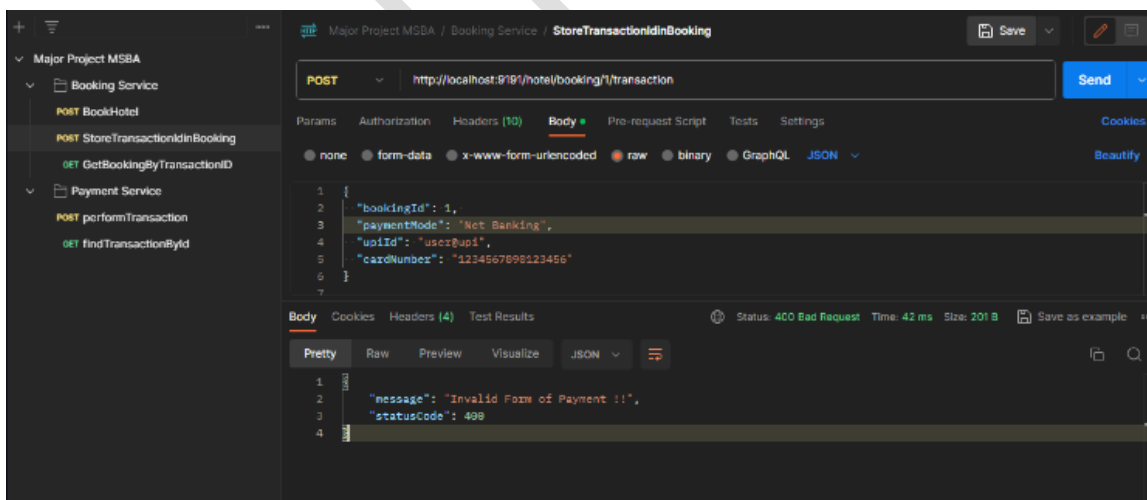 Major Project MSBA / Booking Service / StoreTransactionIdinBooking
Save
Major Project MSBA
Booking Service
POST BookHotel
POST StoreTransactionIdinBooking
GET GetBookingByTransactionID
Payment Service
POST performTransaction
GET findTransactionById
POST http://localhost:9191/hotel/booking/1/transaction
Send
Params Authorization Headers (10) Body Pre-request Script Tests Settings
Cookies
none form-data x-www-form-urlencoded raw binary GraphQL JSON
Beautify
1 {
2 "bookingId": 1,
3 "paymentMode": "Net Banking",
4 "upiId": "user@upi",
5 "cardNumber": "1234567898123456"
6 }
7
Body Cookies Headers (4) Test Results
Status: 400 Bad Request Time: 42 ms Size: 201 B Save as example
Pretty Raw Preview Visualize JSON
1 {
2 "message": "Invalid Form of Payment !!",
3 "statusCode": 400
4 }